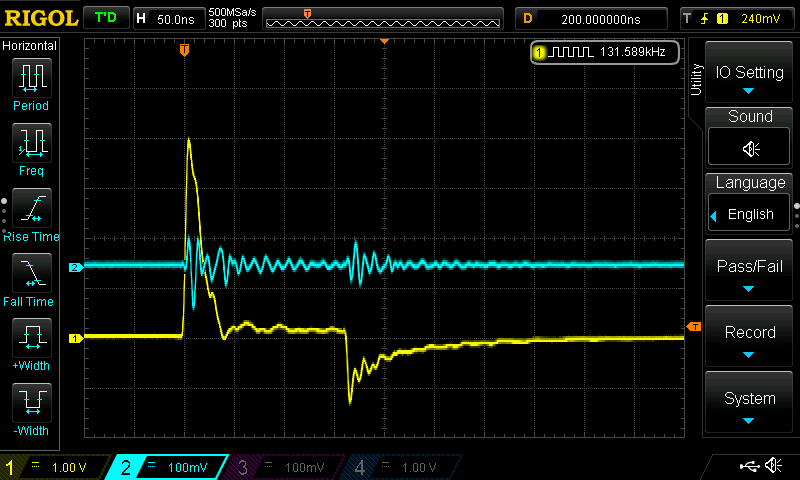 RIGOL T'D H 50.0ns 500MSa/s 300 pts D 200.000000ns T 1 240mV
Horizontal
Period
Freq
Rise Time
Fall Time
+Width
-Width
T
1 131.589kHz
2
1
T
Utility
IO Setting
Sound
Language
English
Pass/Fail
Record
System
1 = 1.00 V 2 = 100mV 3 = 100mV 4 = 1.00 V